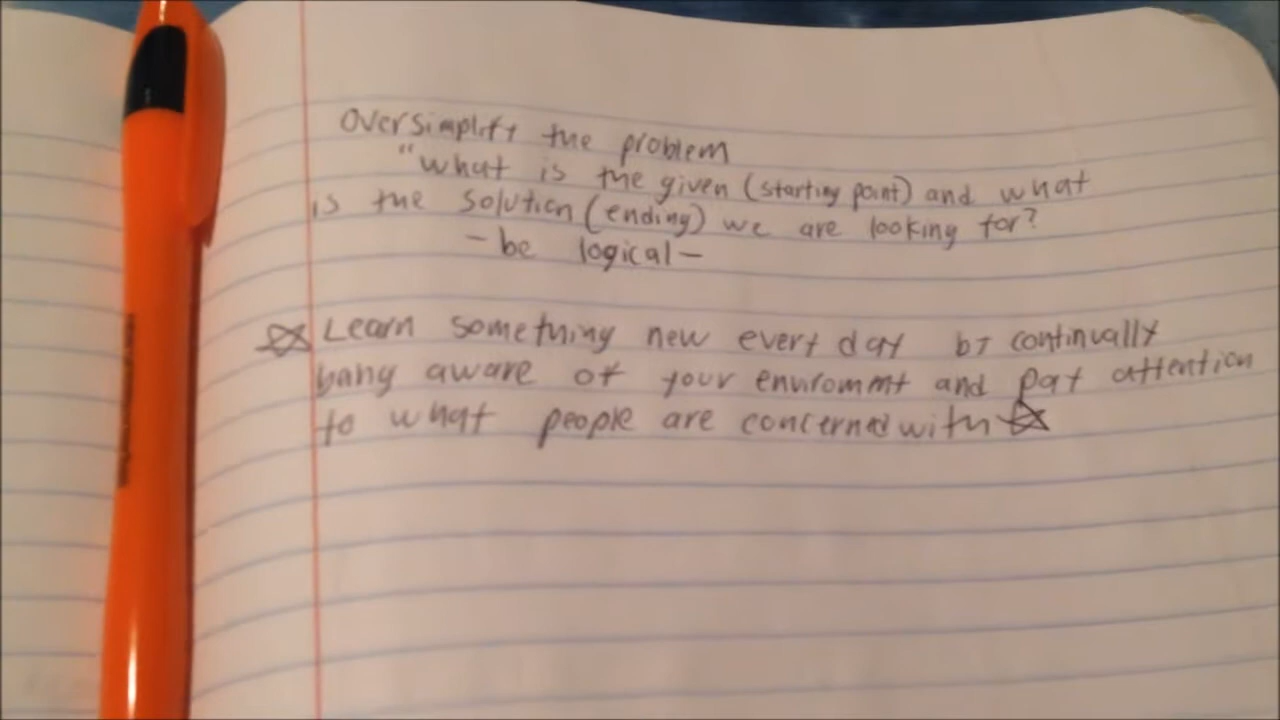 Oversimplify the problem
"what is the given (starting point) and what
is the solution (ending) we are looking for?
- be logical -
Learn something new every day by continually
being aware of your enviromnt and pay attention
to what people are concerned with